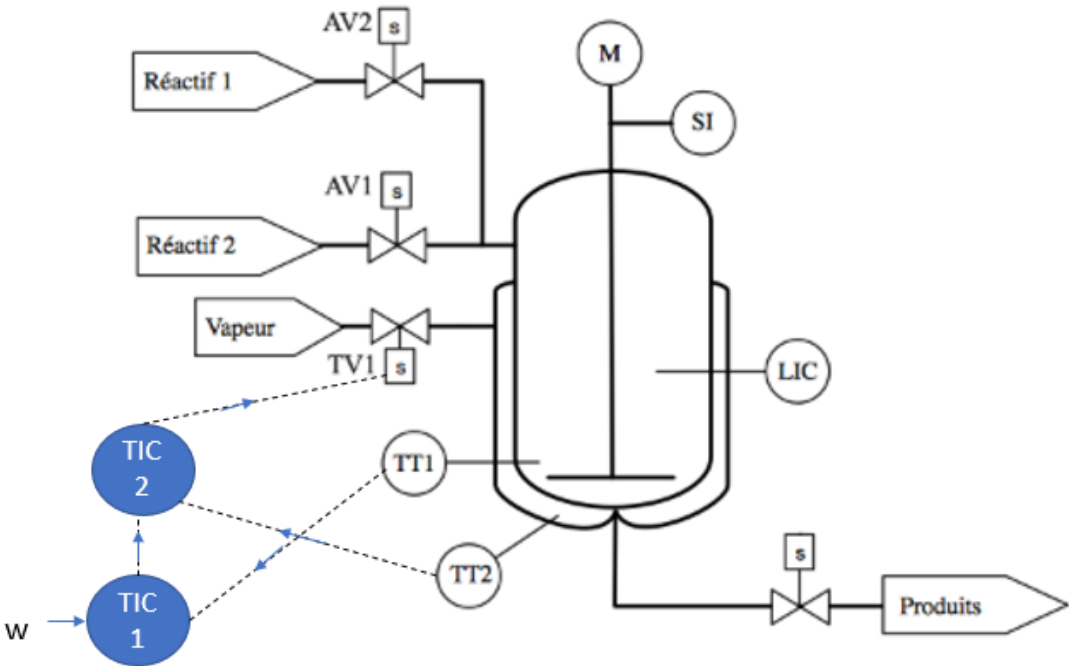 AV2
s
M
Réactif 1
SI
AV1
s
Réactif 2
Vapeur
TV1
s
LIC
TIC
2
TT1
TT2
s
TIC
1
Produits
W